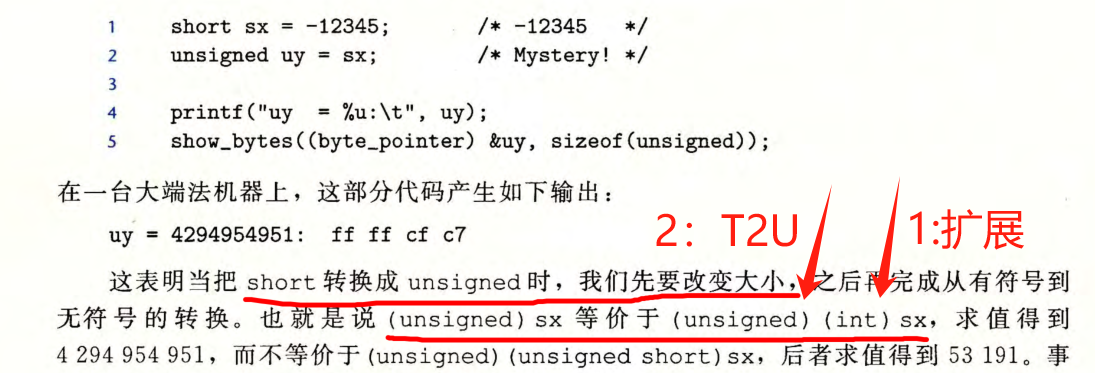 1 short sx = -12345; /* -12345 */
2 unsigned uy = sx; /* Mystery! */
3
4 printf("uy = %u:\t", uy);
5 show_bytes((byte_pointer) &uy, sizeof(unsigned));
在一台大端法机器上，这部分代码产生如下输出：
uy = 4294954951: ff ff cf c7
2：T2U
1:扩展
这表明当把 short 转换成 unsigned 时，我们先要改变大小，之后再完成从有符号到
无符号的转换。也就是说 (unsigned) sx 等价于 (unsigned) (int) sx，求值得到
4 294 954 951，而不等价于 (unsigned) (unsigned short) sx，后者求值得到 53 191。事